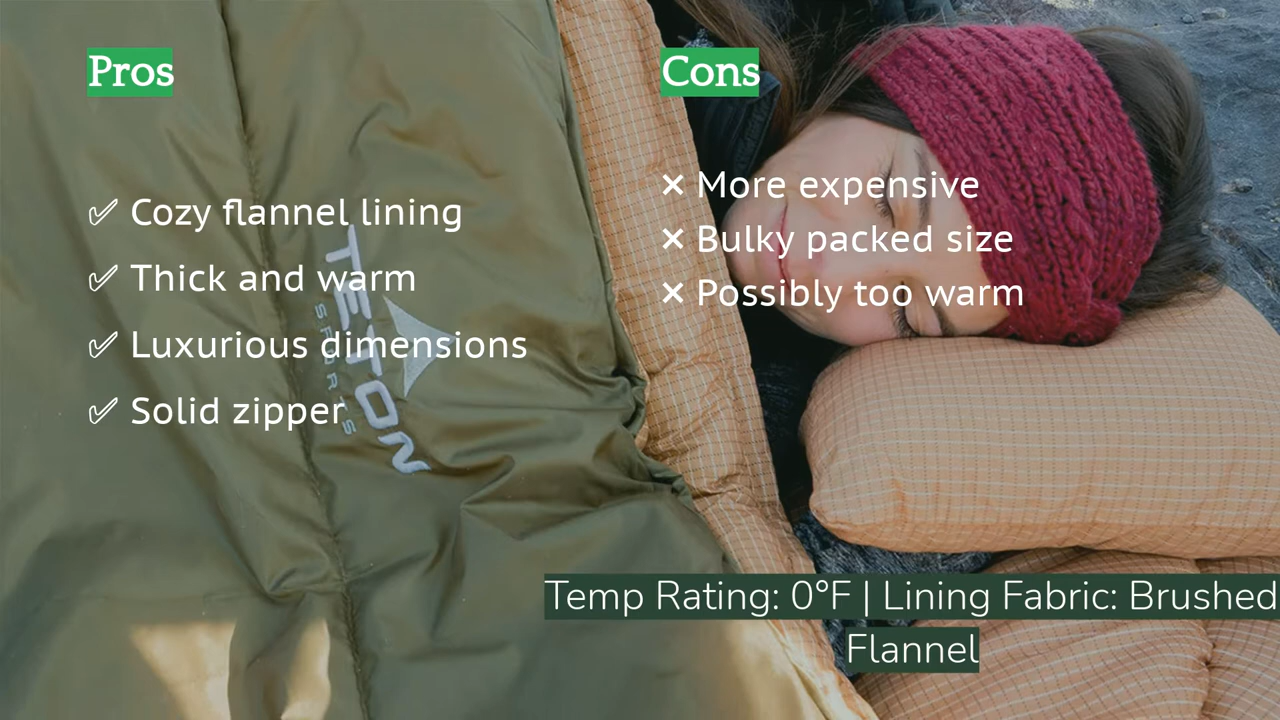 Pros
✅ Cozy flannel lining
✅ Thick and warm
✅ Luxurious dimensions
✅ Solid zipper
TETON
SPORTS
Cons
✕ More expensive
✕ Bulky packed size
✕ Possibly too warm
Temp Rating: 0°F | Lining Fabric: Brushed
Flannel